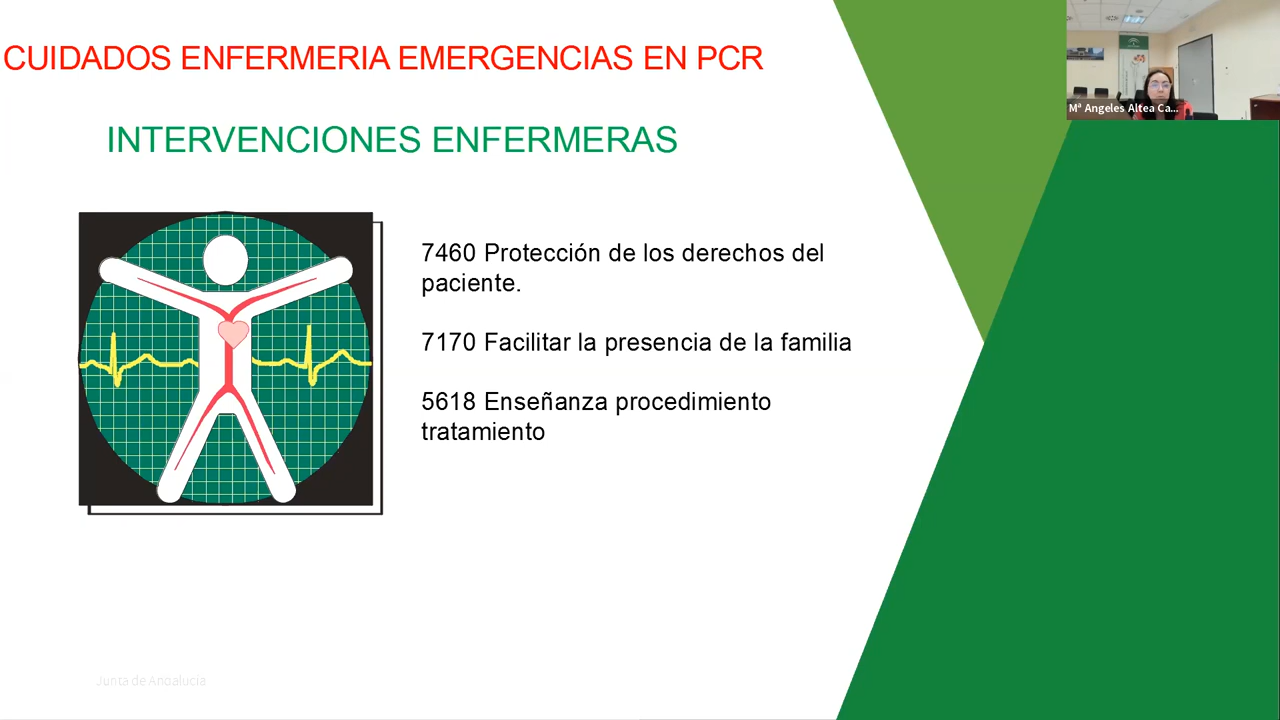 CUIDADOS ENFERMERIA EMERGENCIAS EN PCR
Mª Angeles Altea Ca...
INTERVENCIONES ENFERMERAS
7460 Protección de los derechos del
paciente.
7170 Facilitar la presencia de la familia
5618 Enseñanza procedimiento
tratamiento
Junta de Andalucía